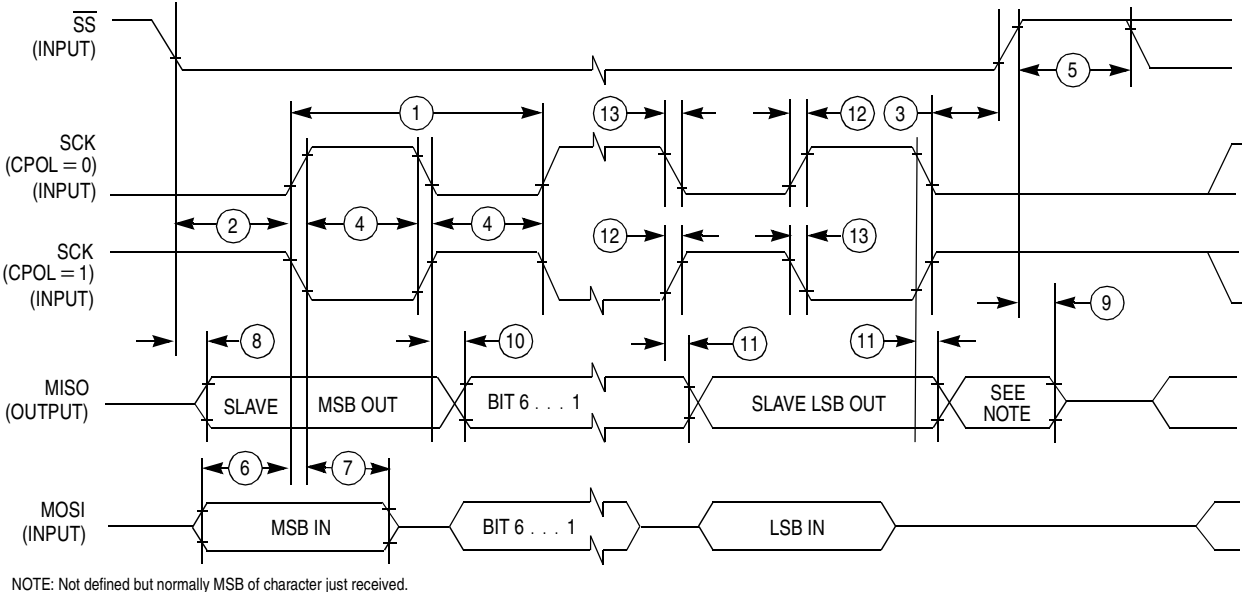 SS
(INPUT)
5
1
13
12
3
SCK
(CPOL = 0)
(INPUT)
2
4
4
12
13
SCK
(CPOL = 1)
(INPUT)
9
8
10
11
11
MISO
(OUTPUT)
SLAVE MSB OUT
BIT 6 . . . 1
SLAVE LSB OUT
SEE
NOTE
6
7
MOSI
(INPUT)
MSB IN
BIT 6 . . . 1
LSB IN
NOTE: Not defined but normally MSB of character just received.